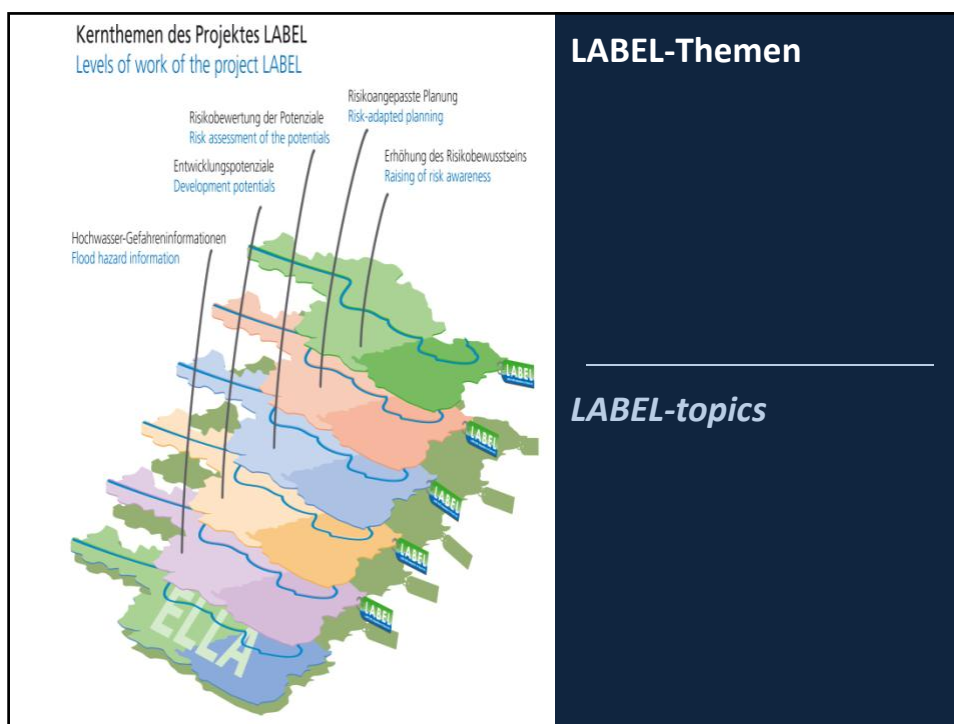 Kernthemen des Projektes LABEL
Levels of work of the project LABEL
Risikoangepasste Planung
Risk-adapted planning
Risikobewertung der Potenziale
Risk assessment of the potentials
Erhöhung des Risikobewusstseins
Raising of risk awareness
Entwicklungspotenziale
Development potentials
Hochwasser-Gefahreninformationen
Flood hazard information
LABEL
LABEL
LABEL
LABEL
LABEL
ELLA
LABEL-Themen
LABEL-topics